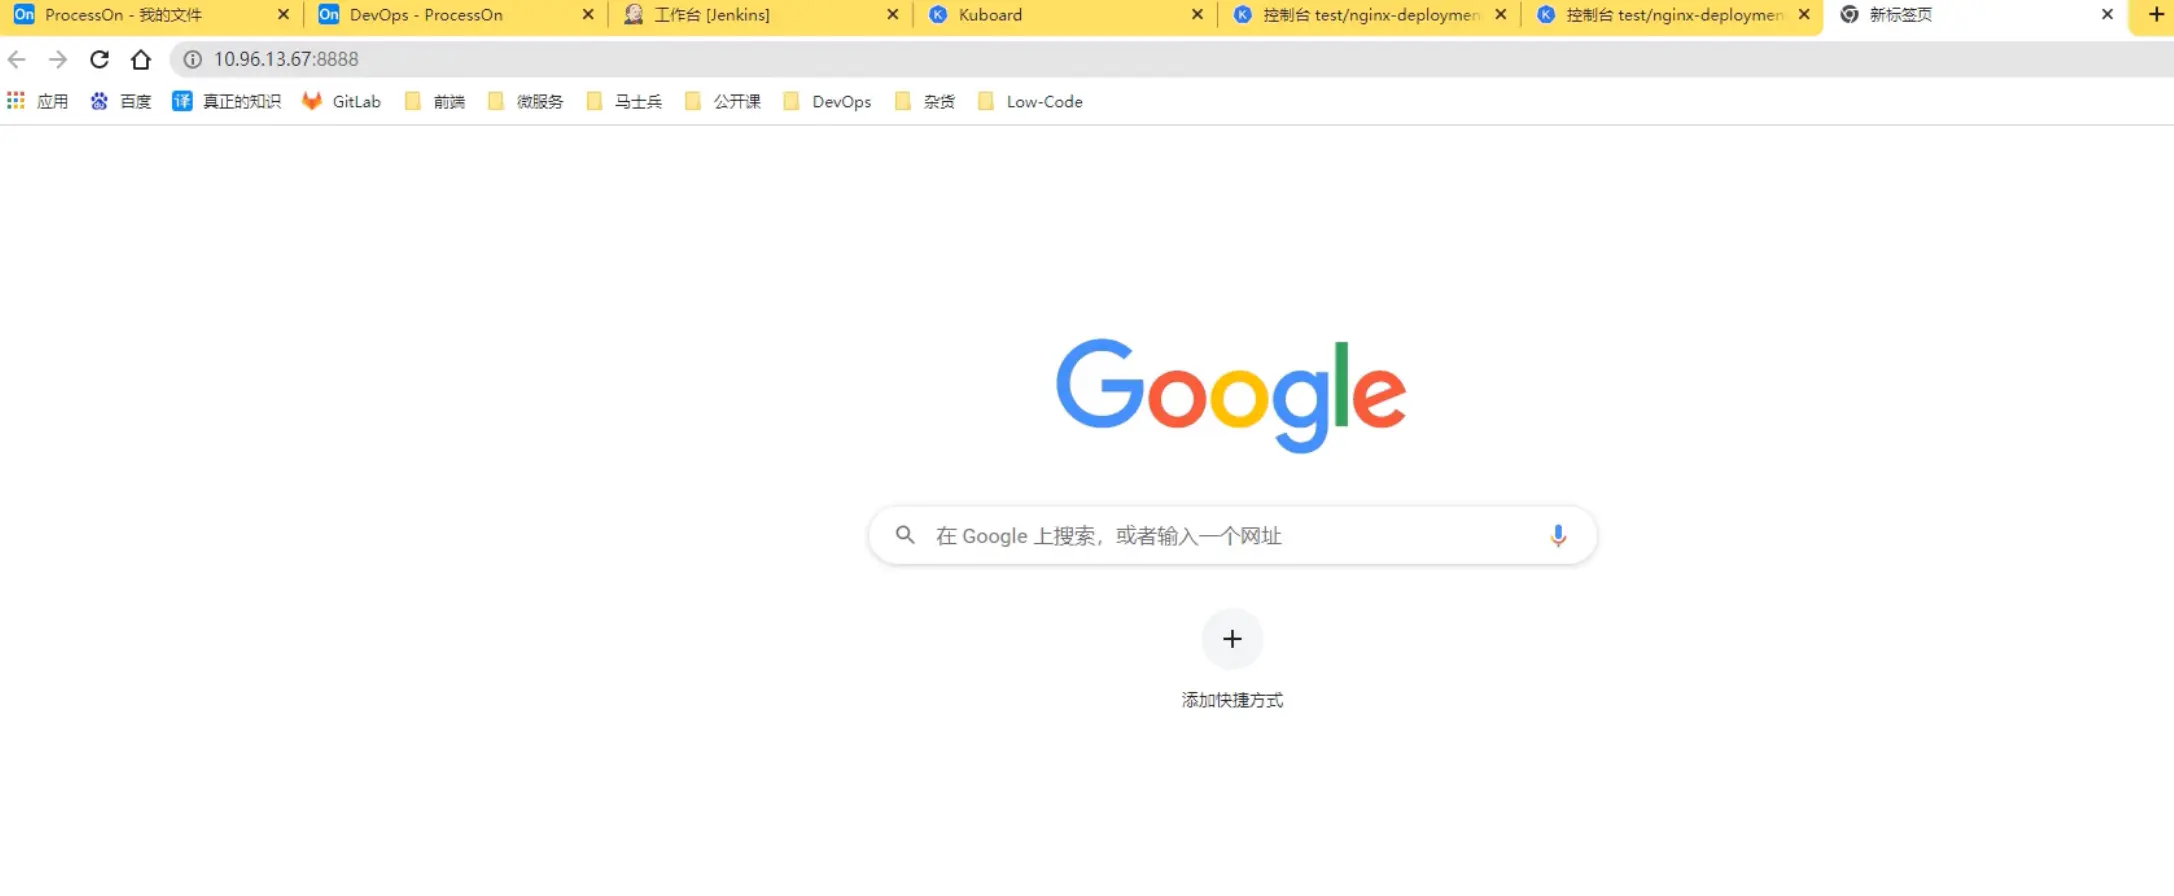 On ProcessOn - 我的文件 On DevOps - ProcessOn 工作台 [Jenkins] K Kuboard K 控制台 test/nginx-deploymen K 控制台 test/nginx-deploymen 新标签页
10.96.13.67:8888
应用 百度 译 真正的知识 GitLab 前端 微服务 马士兵 公开课 DevOps 杂货 Low-Code
Google
在 Google 上搜索，或者输入一个网址
添加快捷方式